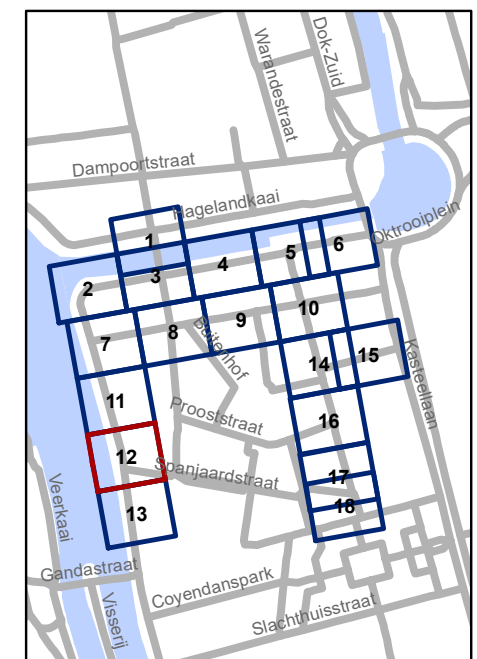 Warandestraat
Dok-Zuid
Dampoortstraat
Hagelandkaai
Oktrooiplein
1
2
3
4
5
6
7
8
9
10
Buitenhof
11
14
15
Kasteellaan
Prooststraat
16
12
Spanjaardstraat
17
18
13
Veerkaai
Gandastraat
Visserij
Coyendanspark
Slachthuisstraat